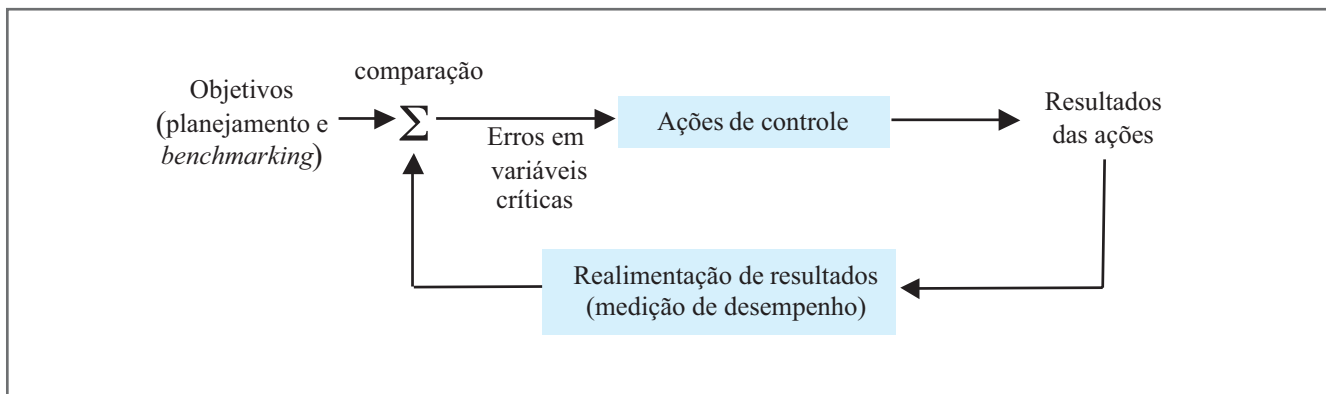 comparação
Objetivos
(planejamento e
benchmarking)
Σ
Erros em
variáveis
críticas
Ações de controle
Resultados
das ações
Realimentação de resultados
(medição de desempenho)